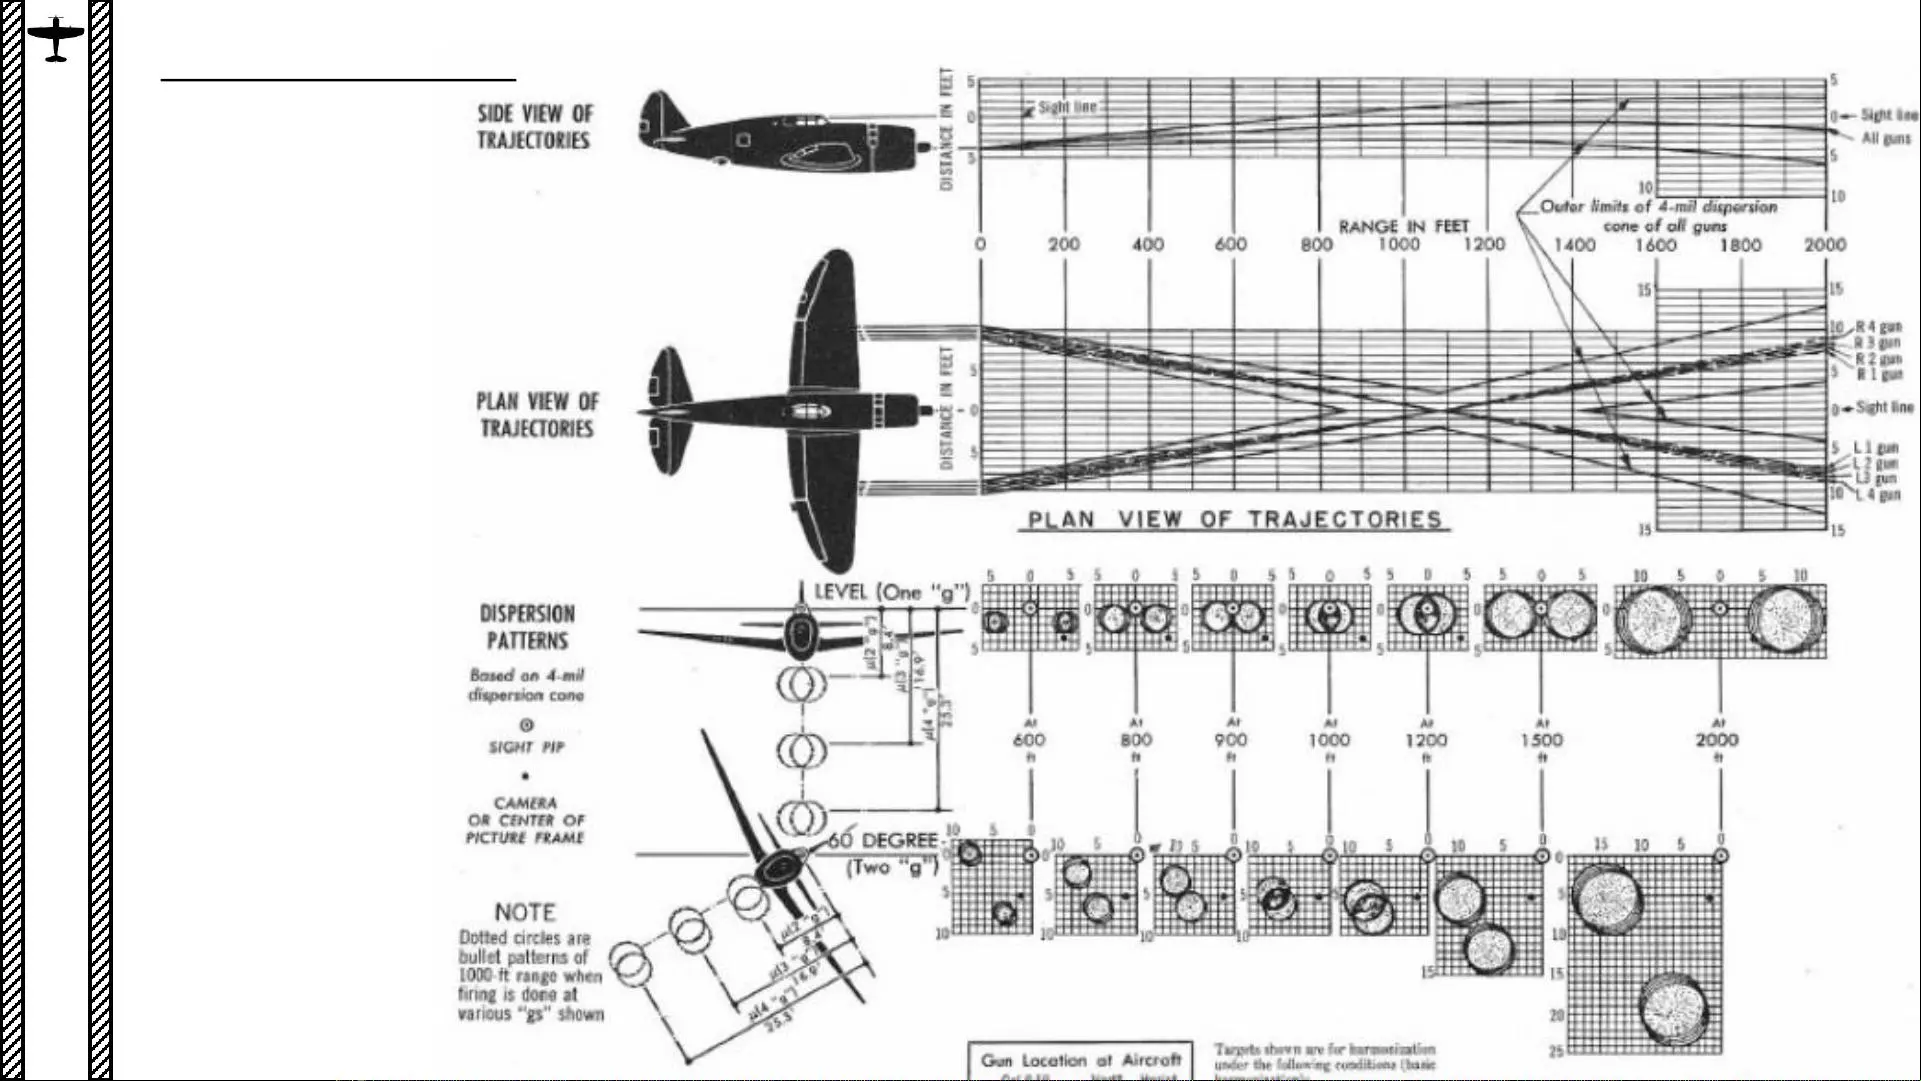 SIDE VIEW OF
TRAJECTORIES
DISTANCE IN FEET
5
0
5
Sight line
5
0
Sight line
All guns
5
10
10
Outer limits of 4-mil dispersion
cone of all guns
RANGE IN FEET
0 200 400 600 800 1000 1200 1400 1600 1800 2000
PLAN VIEW OF
TRAJECTORIES
DISTANCE IN FEET
5
0
5
15
15
10
5
0
5
10
15
15
R 4 gun
R 3 gun
R 2 gun
R 1 gun
Sight line
L 1 gun
L 2 gun
L3 gun
L 4 gun
PLAN VIEW OF TRAJECTORIES
DISPERSION
PATTERNS
Based on 4-mil
dispersion cone
SIGHT PIP
CAMERA
OR CENTER OF
PICTURE FRAME
LEVEL (One "g")
µ(2 "g")
8.4'
µ(3 "g")
16.9'
µ(4 "g")
25.3'
5 0 5
5 0 5
5 0 5
5 0 5
5 0 5
5 0 5
10 5 0 5 10
At
600
ft
At
800
ft
At
900
ft
At
1000
ft
At
1200
ft
At
1500
ft
At
2000
ft
60 DEGREE
(Two "g")
µ(2 "g")
8.4'
µ(3 "g")
16.9'
µ(4 "g")
25.3'
10 5 0
10 5 0
5 0
10 5 0
10 5 0
10 5 0
15 10 5 0
0
5
10
15
20
25
NOTE
Dotted circles are
bullet patterns of
1000-ft range when
firing is done at
various "gs" shown
Gun Location at Aircraft
Targets shown are for harmonization
under the following conditions (basic